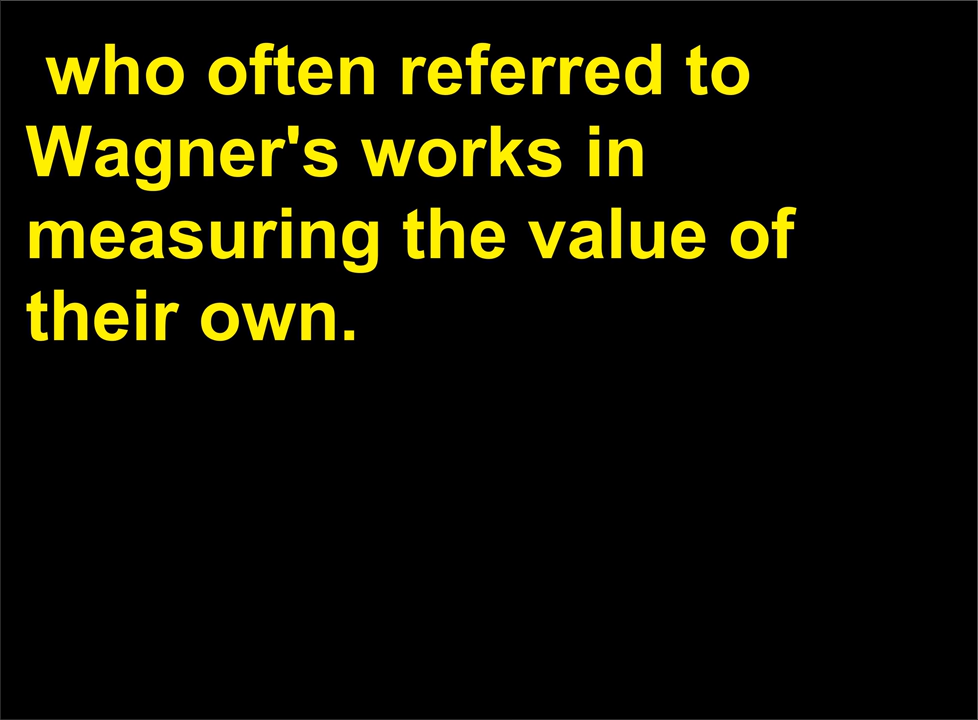 who often referred to
Wagner's works in
measuring the value of
their own.